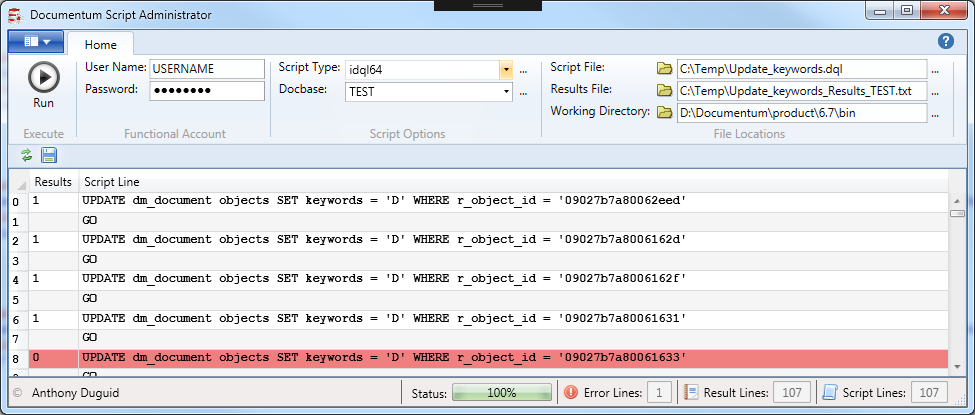 Documentum Script Administrator
Home
User Name: USERNAME
Password: ●●●●●●●●
Run
Execute
Functional Account
Script Type: idql64 ...
Docbase: TEST ...
Script Options
Script File: C:\Temp\Update_keywords.dql ...
Results File: C:\Temp\Update_keywords_Results_TEST.txt ...
Working Directory: D:\Documentum\product\6.7\bin ...
File Locations
Results Script Line
0 1 UPDATE dm_document objects SET keywords = 'D' WHERE r_object_id = '09027b7a80062eed'
1 GO
2 1 UPDATE dm_document objects SET keywords = 'D' WHERE r_object_id = '09027b7a8006162d'
3 GO
4 1 UPDATE dm_document objects SET keywords = 'D' WHERE r_object_id = '09027b7a8006162f'
5 GO
6 1 UPDATE dm_document objects SET keywords = 'D' WHERE r_object_id = '09027b7a80061631'
7 GO
8 0 UPDATE dm_document objects SET keywords = 'D' WHERE r_object_id = '09027b7a80061633'
© Anthony Duguid
Status: 100%
Error Lines: 1
Result Lines: 107
Script Lines: 107